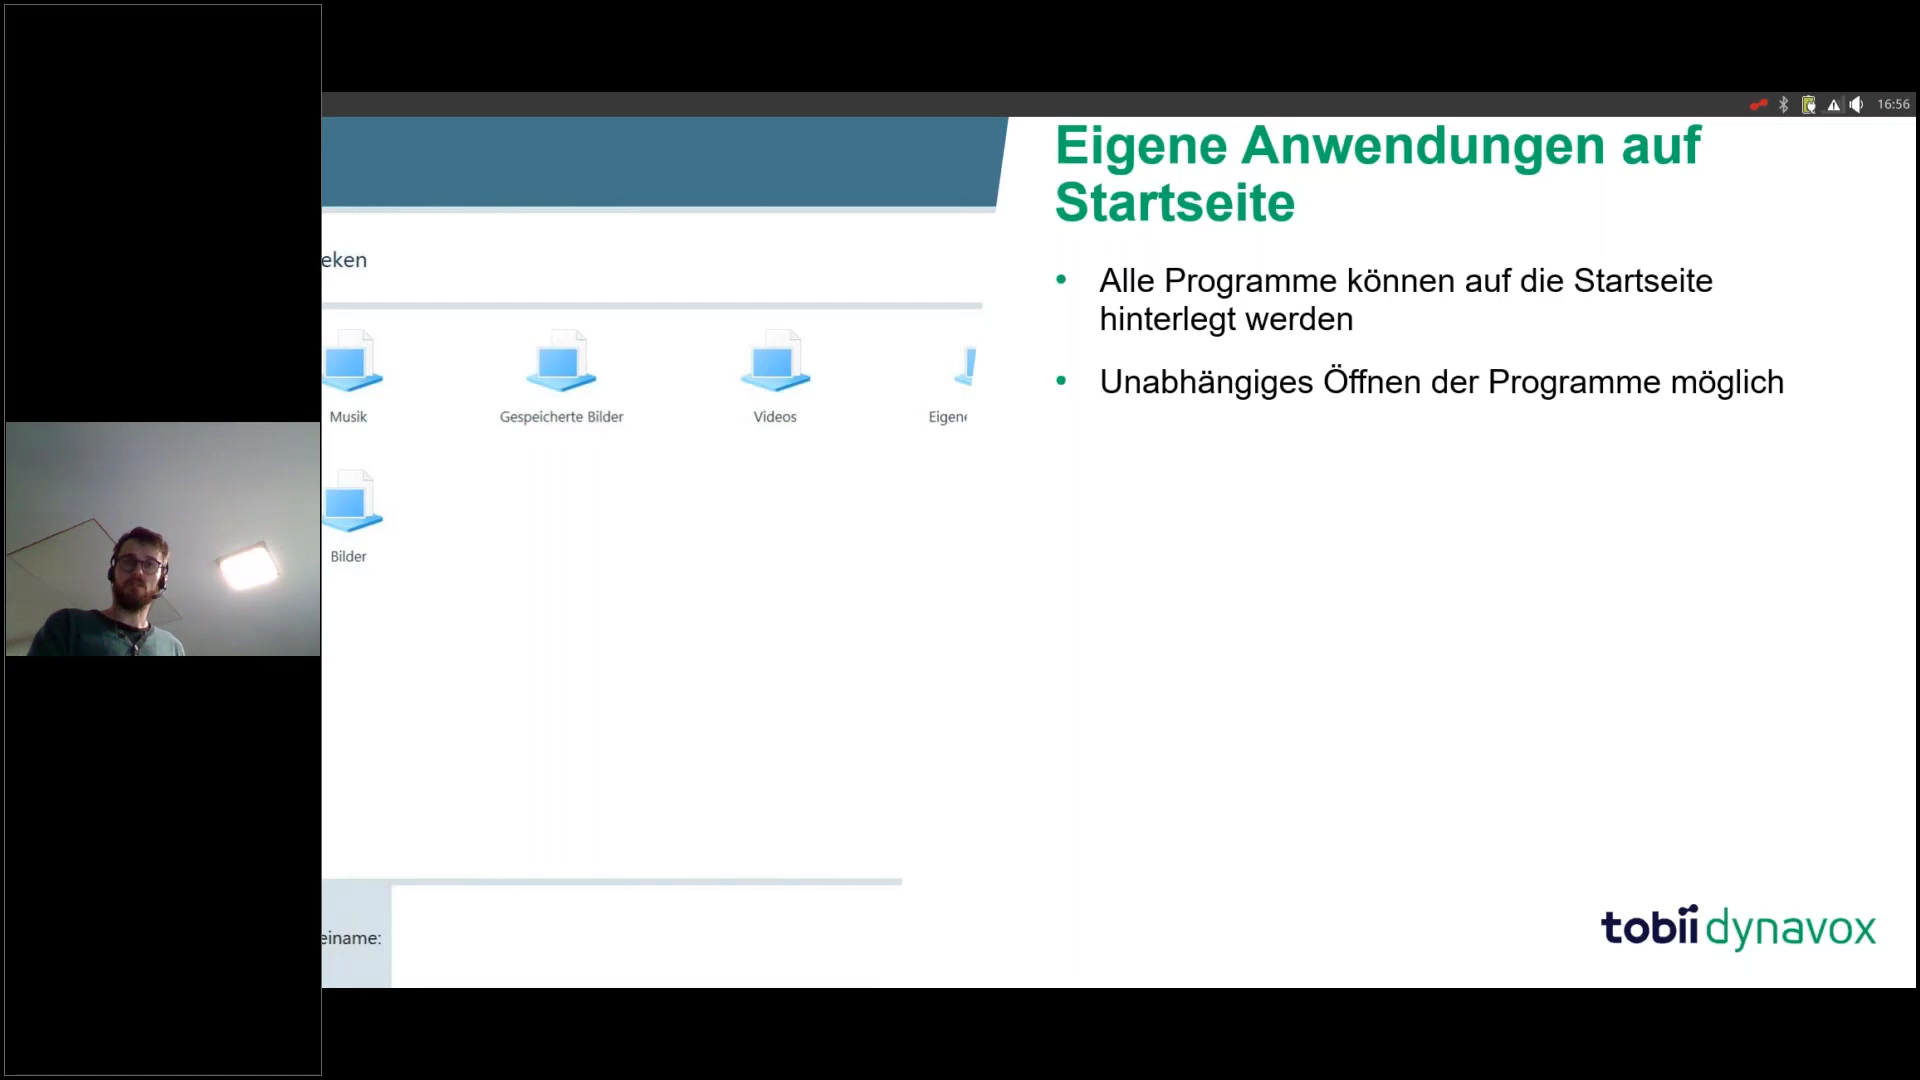 16:56
Eigene Anwendungen auf
Startseite
eken
Alle Programme können auf die Startseite
hinterlegt werden
Unabhängiges Öffnen der Programme möglich
Musik
Gespeicherte Bilder
Videos
Eigene
Bilder
einame:
tobii dynavox